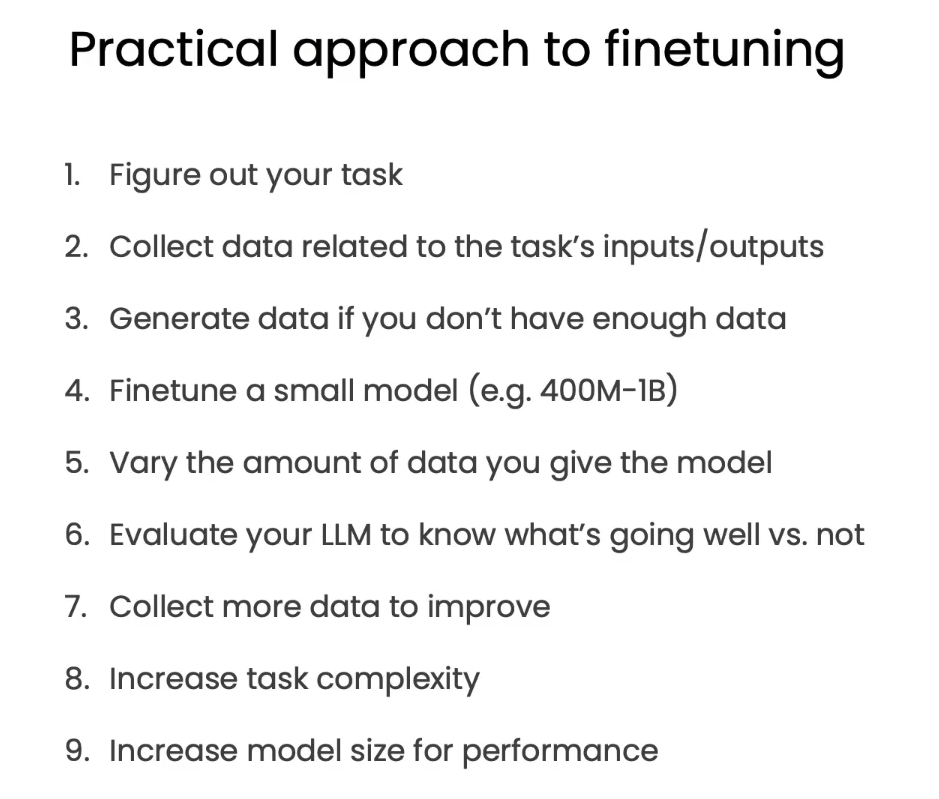 Practical approach to finetuning
1. Figure out your task
2. Collect data related to the task’s inputs/outputs
3. Generate data if you don’t have enough data
4. Finetune a small model (e.g. 400M-1B)
5. Vary the amount of data you give the model
6. Evaluate your LLM to know what’s going well vs. not
7. Collect more data to improve
8. Increase task complexity
9. Increase model size for performance